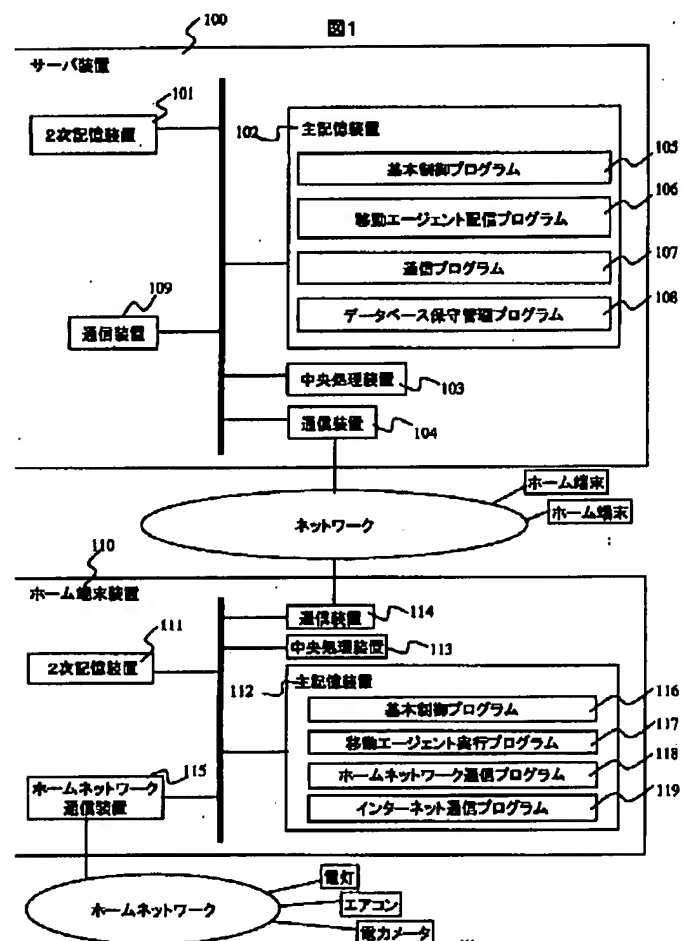 図1
100
サーバ装置
101
2次記憶装置
102
主記憶装置
基本制御プログラム
105
移動エージェント配信プログラム
106
通信プログラム
107
データベース保守管理プログラム
108
109
通信装置
中央処理装置
103
通信装置
104
ネットワーク
ホーム端末
ホーム端末
110
ホーム端末装置
通信装置
114
中央処理装置
113
111
2次記憶装置
112
主記憶装置
基本制御プログラム
116
移動エージェント実行プログラム
117
ホームネットワーク通信プログラム
118
インターネット通信プログラム
119
115
ホームネットワーク
通信装置
ホームネットワーク
電灯
エアコン
電力メータ